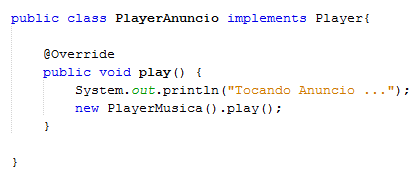 public class PlayerAnuncio implements Player{
@Override
public void play() {
System.out.println("Tocando Anuncio ...");
new PlayerMusica().play();
}
}